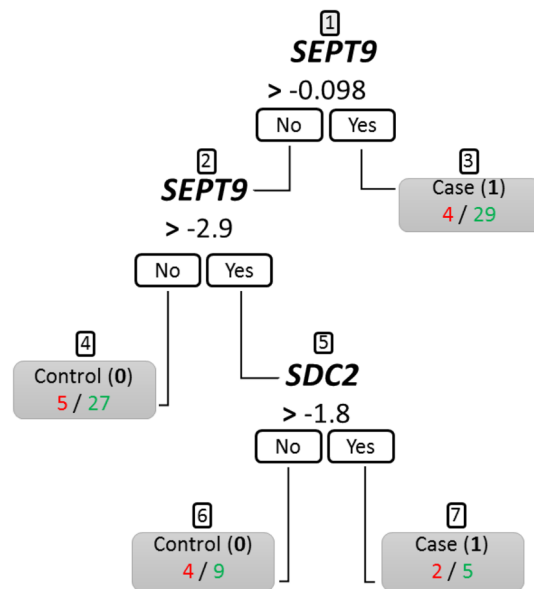 1
SEPT9
> -0.098
No Yes
2
SEPT9
> -2.9
No Yes
3
Case (1)
4 / 29
4
Control (0)
5 / 27
5
SDC2
> -1.8
No Yes
6
Control (0)
4 / 9
7
Case (1)
2 / 5